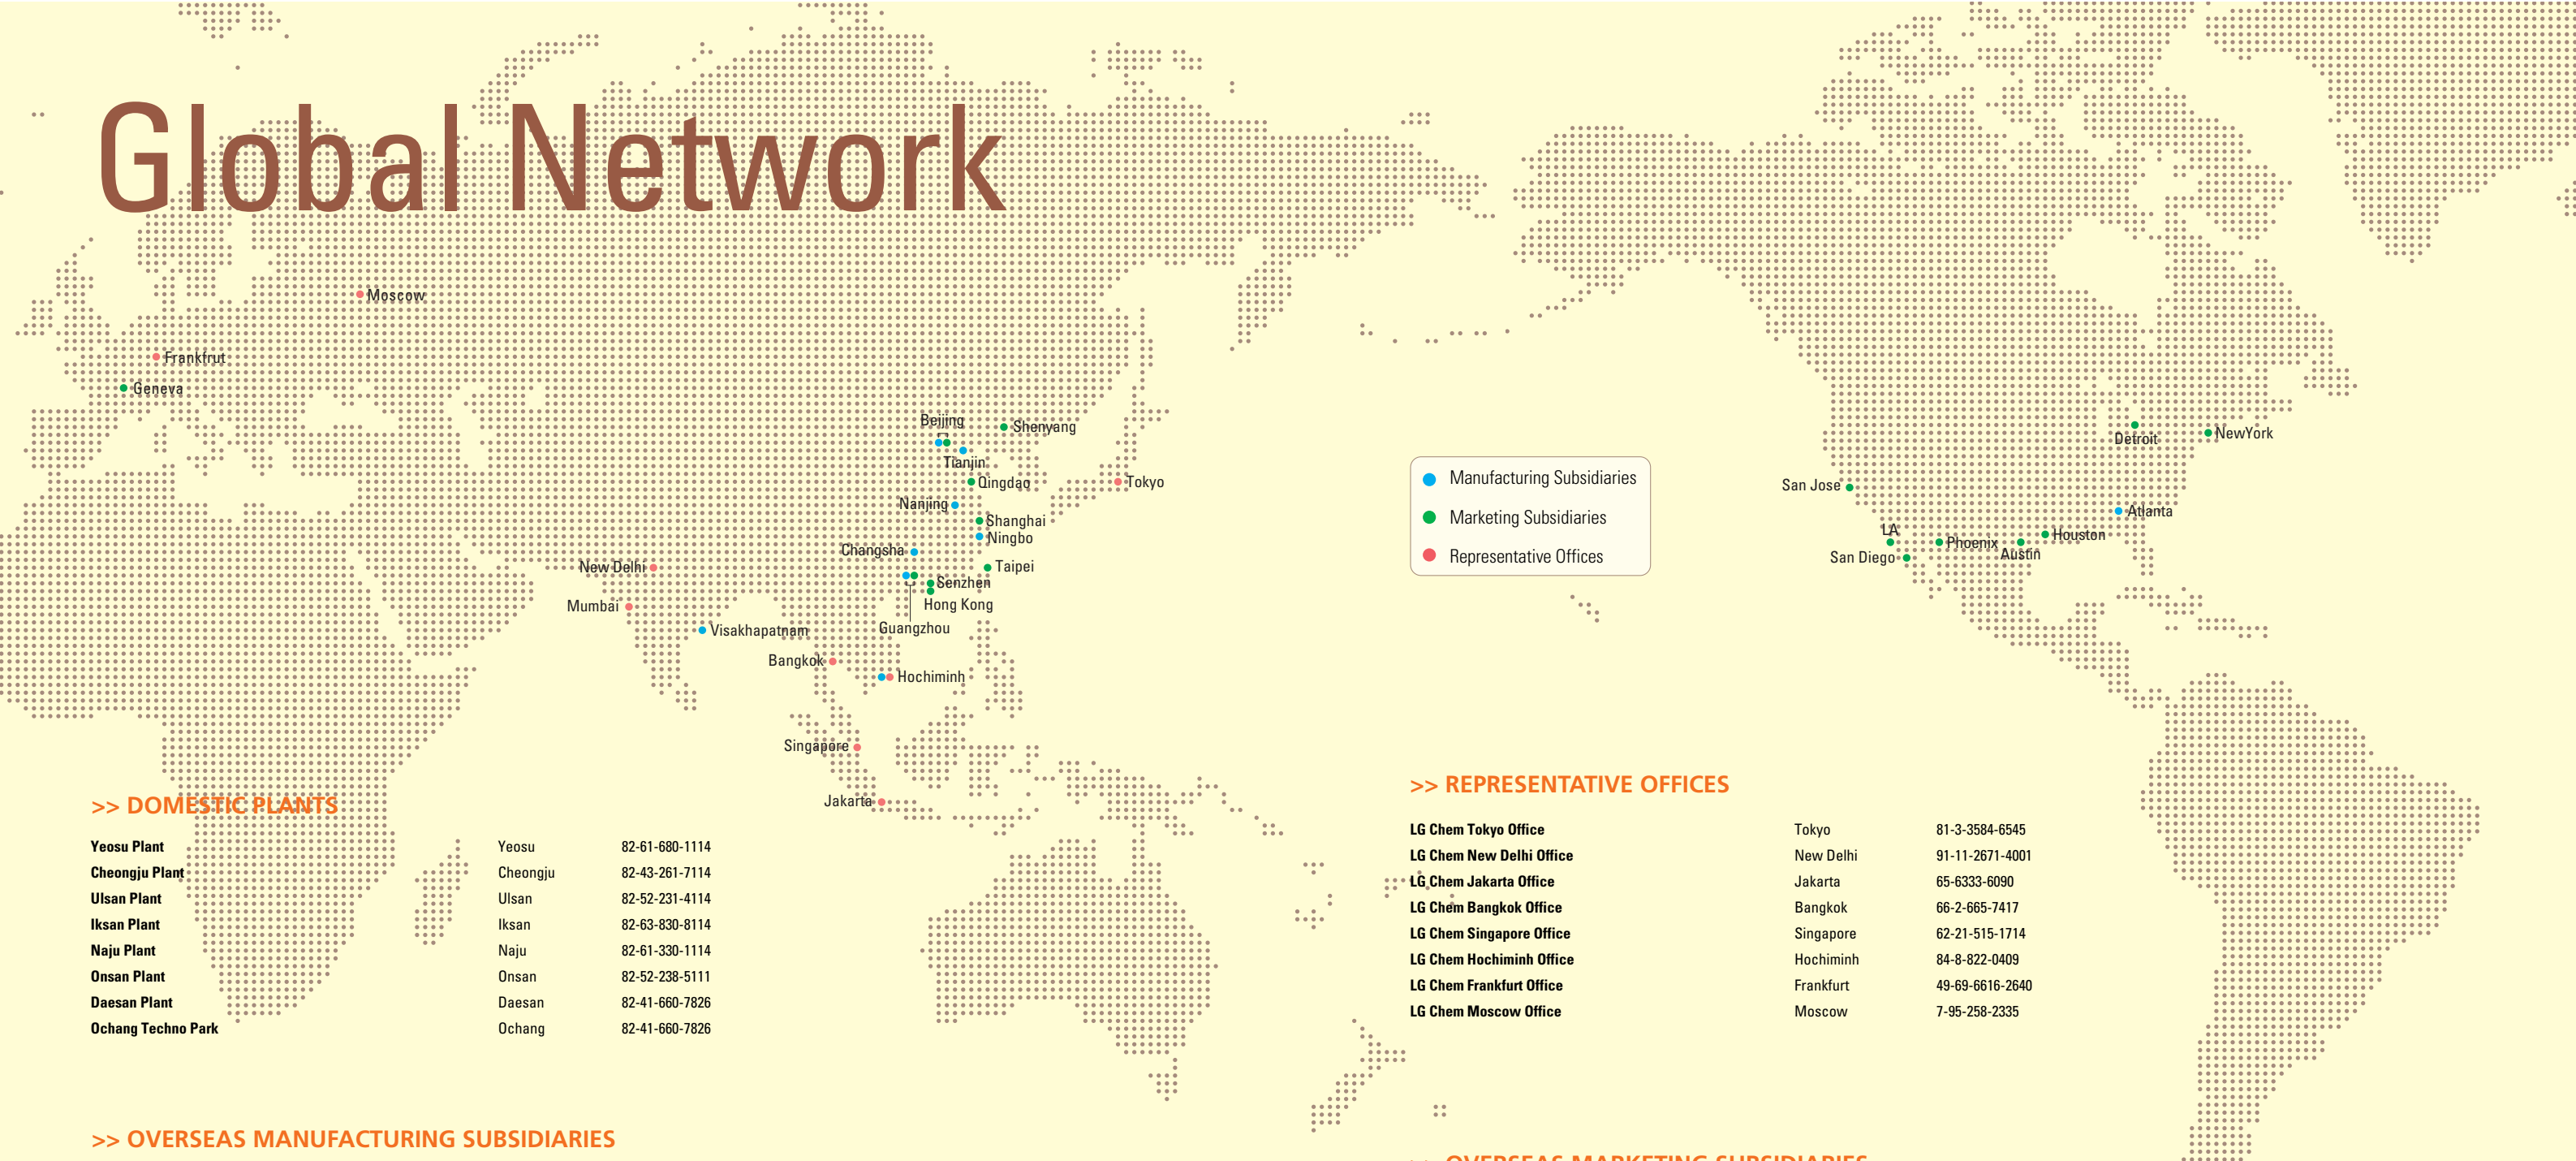 Global Network
Moscow
Frankfrut
Geneva
Beijing
Shenyang
Tianjin
Qingdao
Tokyo
Nanjing
Shanghai
Ningbo
Changsha
Taipei
New Delhi
Senzhen
Mumbai
Hong Kong
Guangzhou
Visakhapatnam
Bangkok
Hochiminh
Singapore
Jakarta
Manufacturing Subsidiaries
Marketing Subsidiaries
Representative Offices
Detroit
NewYork
San Jose
Atlanta
LA
Phoenix
Houston
Austin
San Diego
>> DOMESTIC PLANTS
Yeosu Plant Yeosu 82-61-680-1114
Cheongju Plant Cheongju 82-43-261-7114
Ulsan Plant Ulsan 82-52-231-4114
Iksan Plant Iksan 82-63-830-8114
Naju Plant Naju 82-61-330-1114
Onsan Plant Onsan 82-52-238-5111
Daesan Plant Daesan 82-41-660-7826
Ochang Techno Park Ochang 82-41-660-7826
>> OVERSEAS MANUFACTURING SUBSIDIARIES
>> REPRESENTATIVE OFFICES
LG Chem Tokyo Office Tokyo 81-3-3584-6545
LG Chem New Delhi Office New Delhi 91-11-2671-4001
LG Chem Jakarta Office Jakarta 65-6333-6090
LG Chem Bangkok Office Bangkok 66-2-665-7417
LG Chem Singapore Office Singapore 62-21-515-1714
LG Chem Hochiminh Office Hochiminh 84-8-822-0409
LG Chem Frankfurt Office Frankfurt 49-69-6616-2640
LG Chem Moscow Office Moscow 7-95-258-2335
>> OVERSEAS MARKETING SUBSIDIARIES